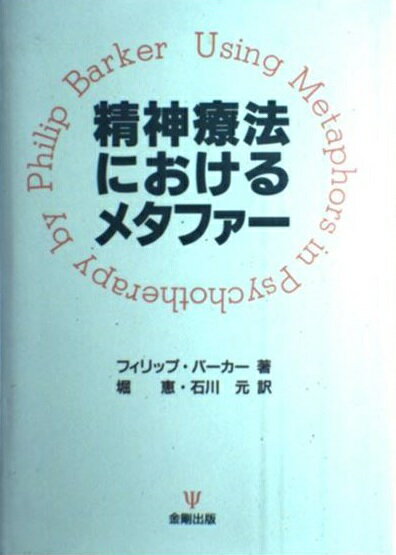 Using Metaphors in Psychotherapy by Philip Barker
精神療法
における
メタファー
フィリップ・バーカー 著
堀　恵・石川　元 訳
金剛出版